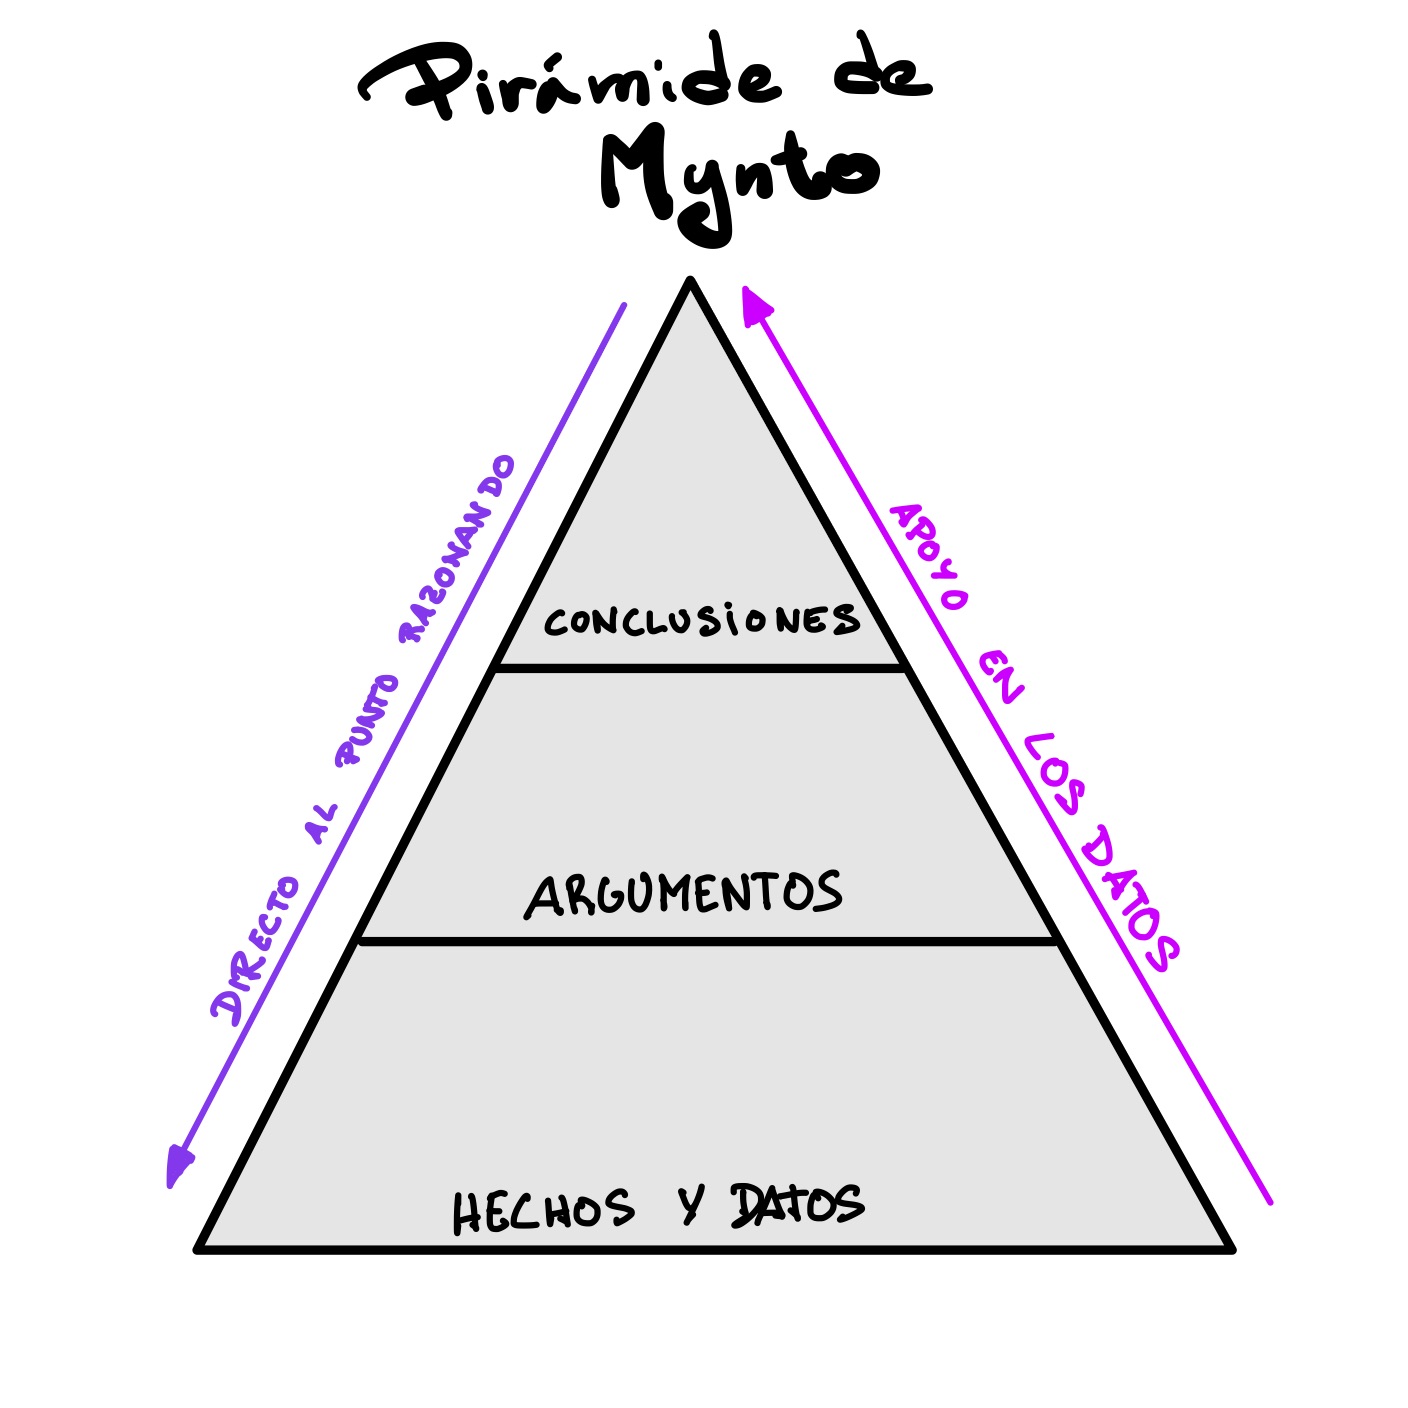 Pirámide de
Mynto
DIRECTO AL PUNTO RAZONANDO
APOYO EN LOS DATOS
CONCLUSIONES
ARGUMENTOS
HECHOS Y DATOS